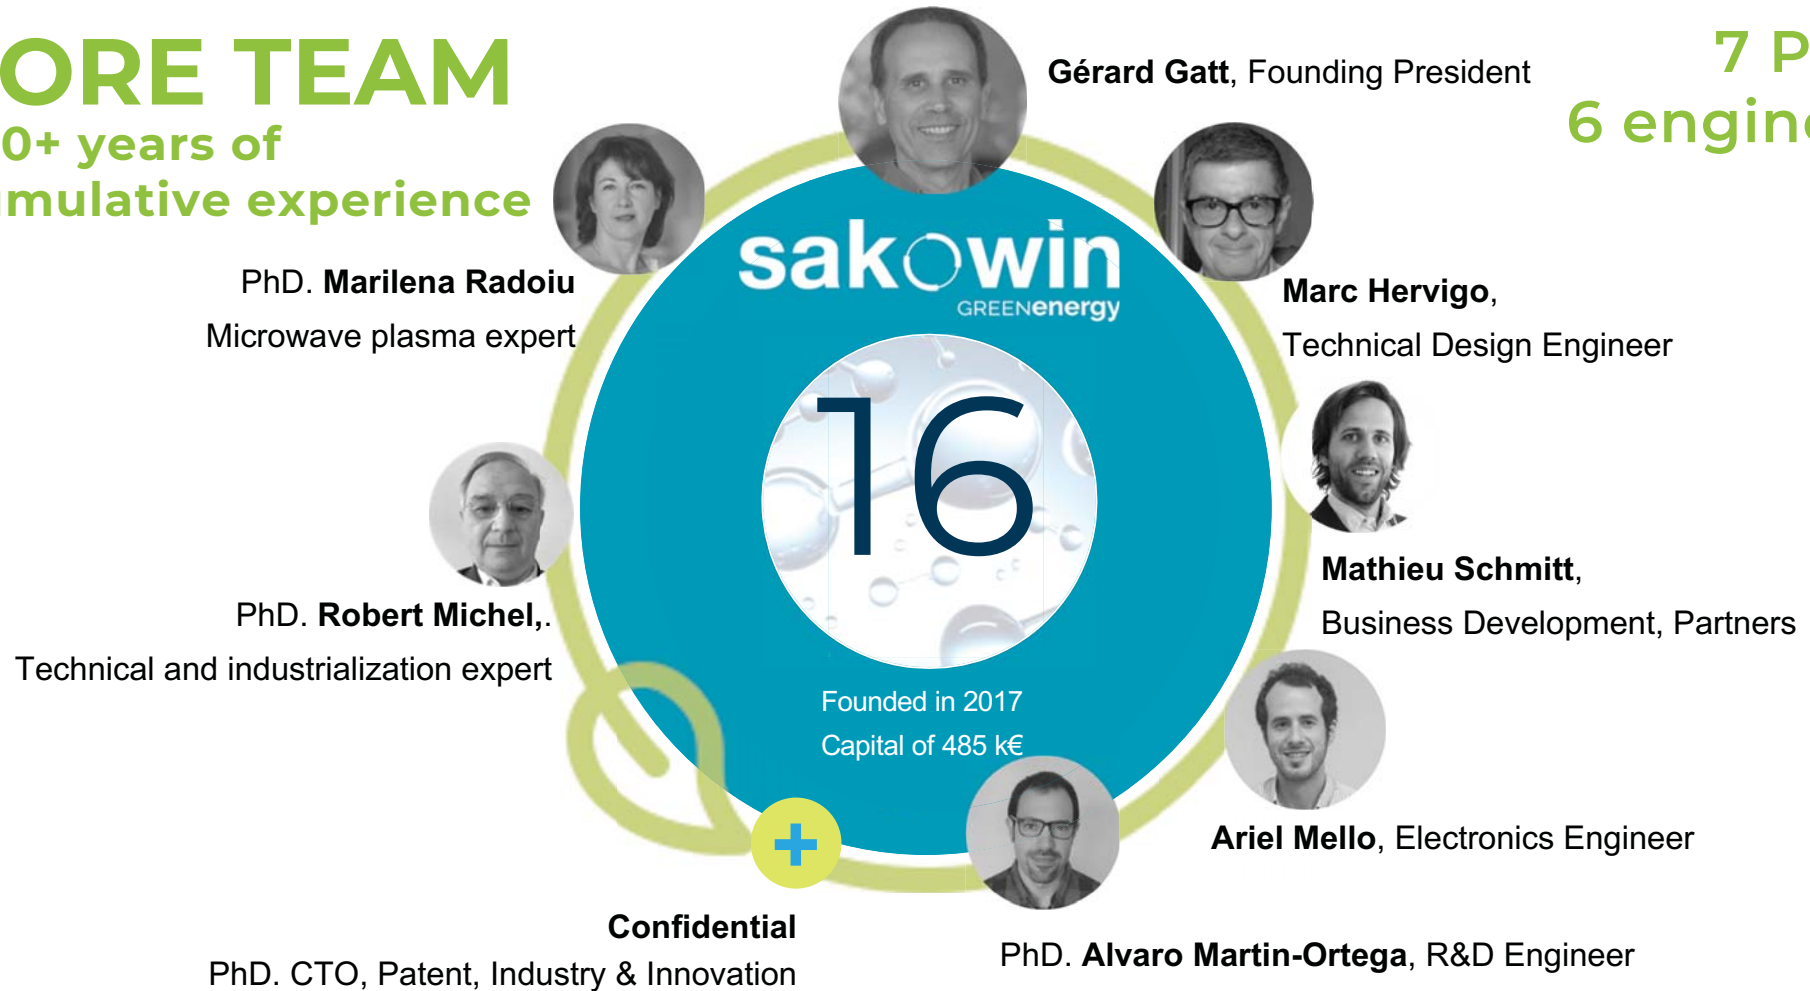 ORE TEAM
0+ years of
mulative experience
7 P
6 engin
Gérard Gatt, Founding President
PhD. Marilena Radoiu
Microwave plasma expert
sakowin
GREENenergy
Marc Hervigo,
Technical Design Engineer
16
Mathieu Schmitt,
Business Development, Partners
PhD. Robert Michel,.
Technical and industrialization expert
Founded in 2017
Capital of 485 k€
Ariel Mello, Electronics Engineer
Confidential
PhD. CTO, Patent, Industry & Innovation
PhD. Alvaro Martin-Ortega, R&D Engineer